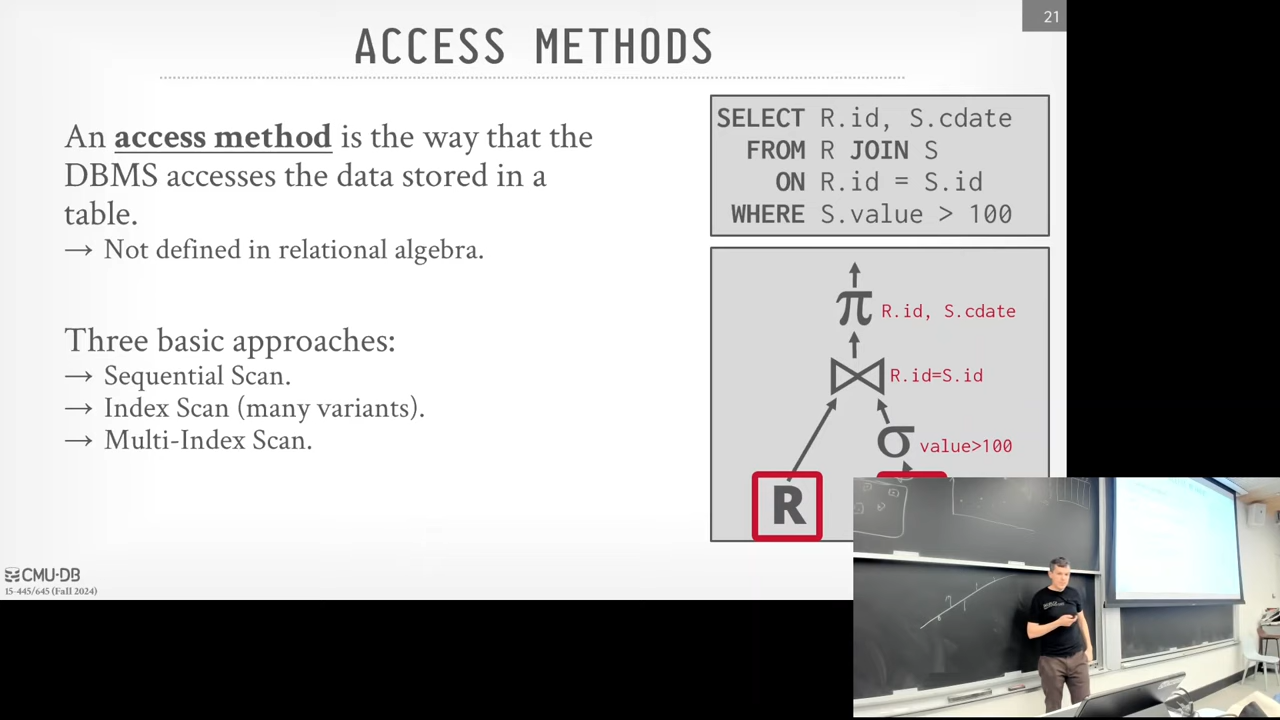 21
ACCESS METHODS
An access method is the way that the
DBMS accesses the data stored in a
table.
→ Not defined in relational algebra.
Three basic approaches:
→ Sequential Scan.
→ Index Scan (many variants).
→ Multi-Index Scan.
SELECT R.id, S.cdate
FROM R JOIN S
ON R.id = S.id
WHERE S.value > 100
π R.id, S.cdate
⋈ R.id=S.id
σ value>100
R
CMU·DB
15-445/645 (Fall 2024)